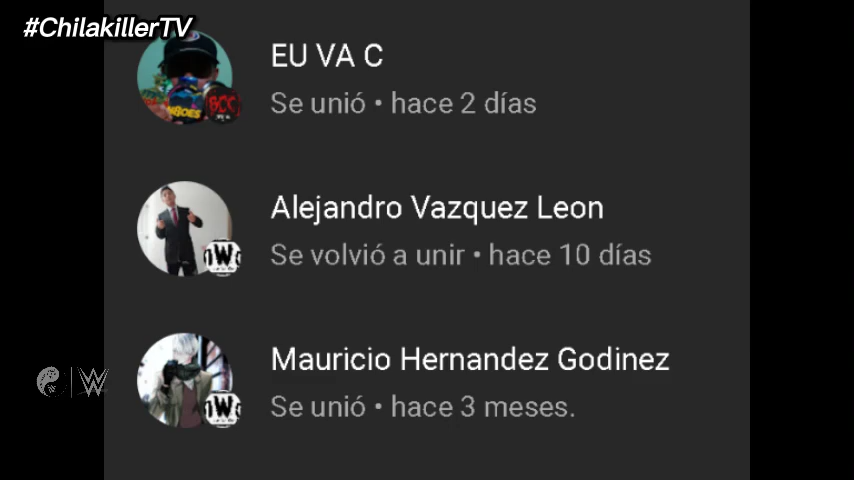 #ChilakillerTV
EU VA C
Se unió • hace 2 días
Alejandro Vazquez Leon
Se volvió a unir • hace 10 días
Mauricio Hernandez Godinez
Se unió • hace 3 meses.